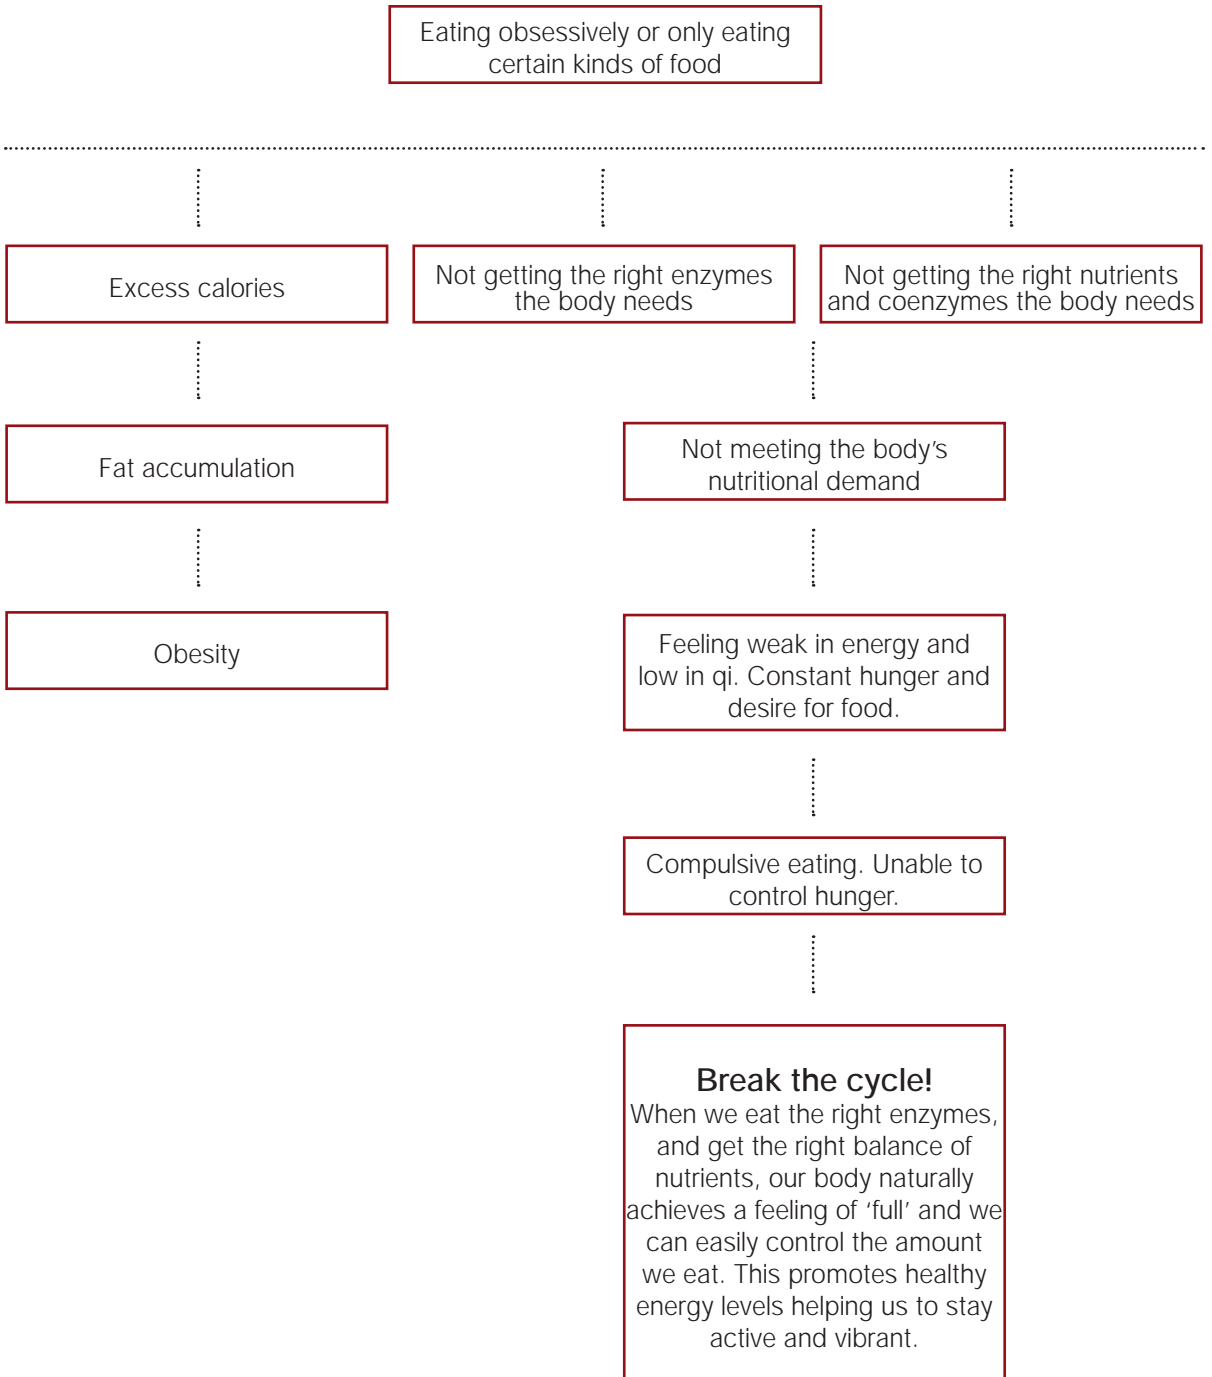 Eating obsessively or only eating
certain kinds of food
Excess calories
Not getting the right enzymes
the body needs
Not getting the right nutrients
and coenzymes the body needs
Fat accumulation
Not meeting the body’s
nutritional demand
Obesity
Feeling weak in energy and
low in qi. Constant hunger and
desire for food.
Compulsive eating. Unable to
control hunger.
Break the cycle!
When we eat the right enzymes,
and get the right balance of
nutrients, our body naturally
achieves a feeling of ‘full’ and we
can easily control the amount
we eat. This promotes healthy
energy levels helping us to stay
active and vibrant.